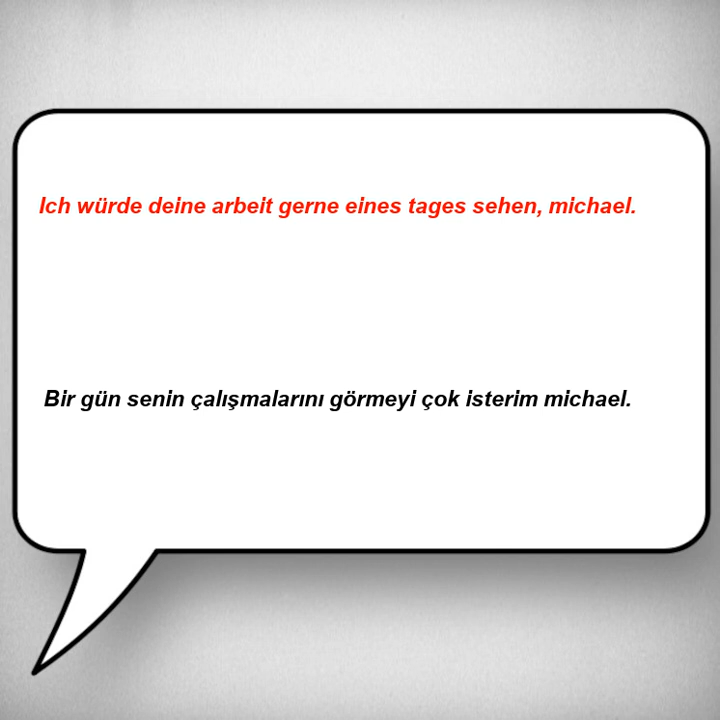 Ich würde deine arbeit gerne eines tages sehen, michael.
Bir gün senin çalışmalarını görmeyi çok isterim michael.